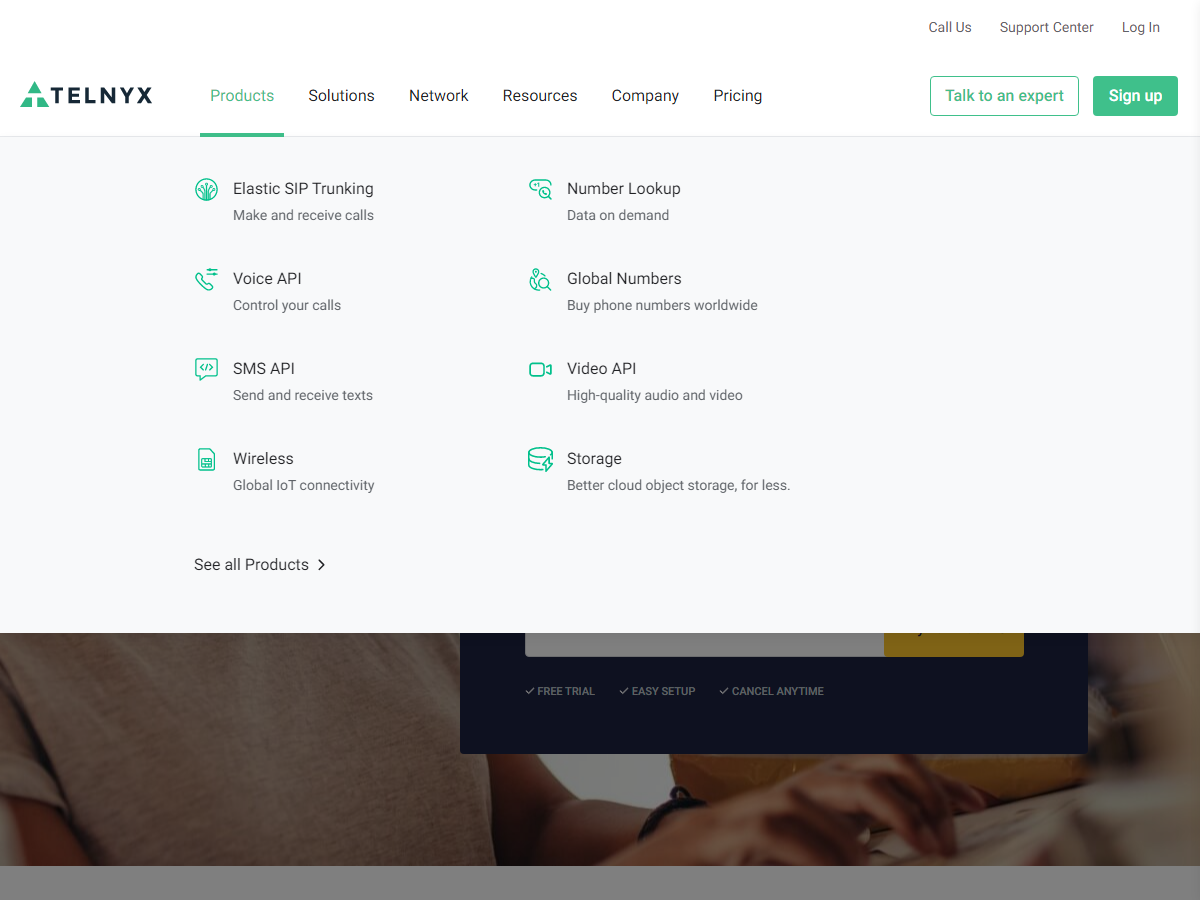 Call Us Support Center Log In
TELNYX Products Solutions Network Resources Company Pricing Talk to an expert Sign up
Elastic SIP Trunking
Make and receive calls
Number Lookup
Data on demand
Voice API
Control your calls
Global Numbers
Buy phone numbers worldwide
SMS API
Send and receive texts
Video API
High-quality audio and video
Wireless
Global IoT connectivity
Storage
Better cloud object storage, for less.
See all Products
FREE TRIAL EASY SETUP CANCEL ANYTIME